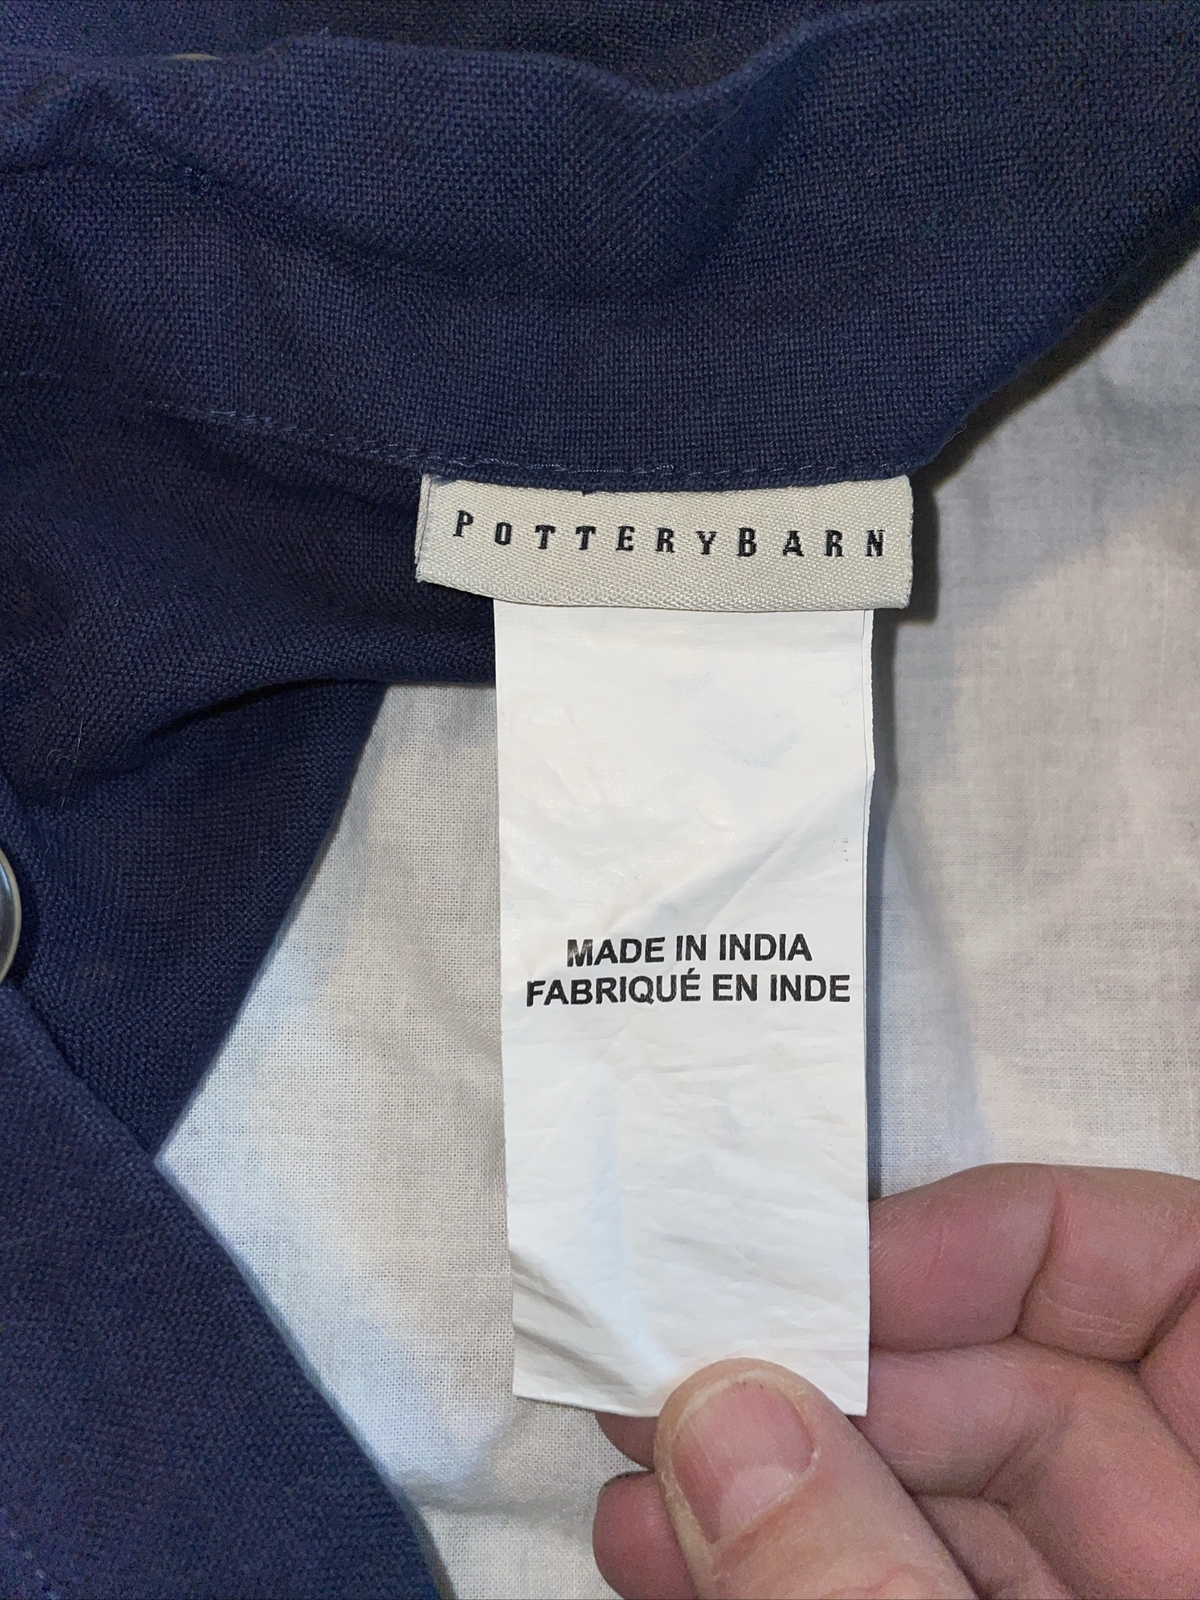 POTTERYBARN
MADE IN INDIA
FABRIQUÉ EN INDE